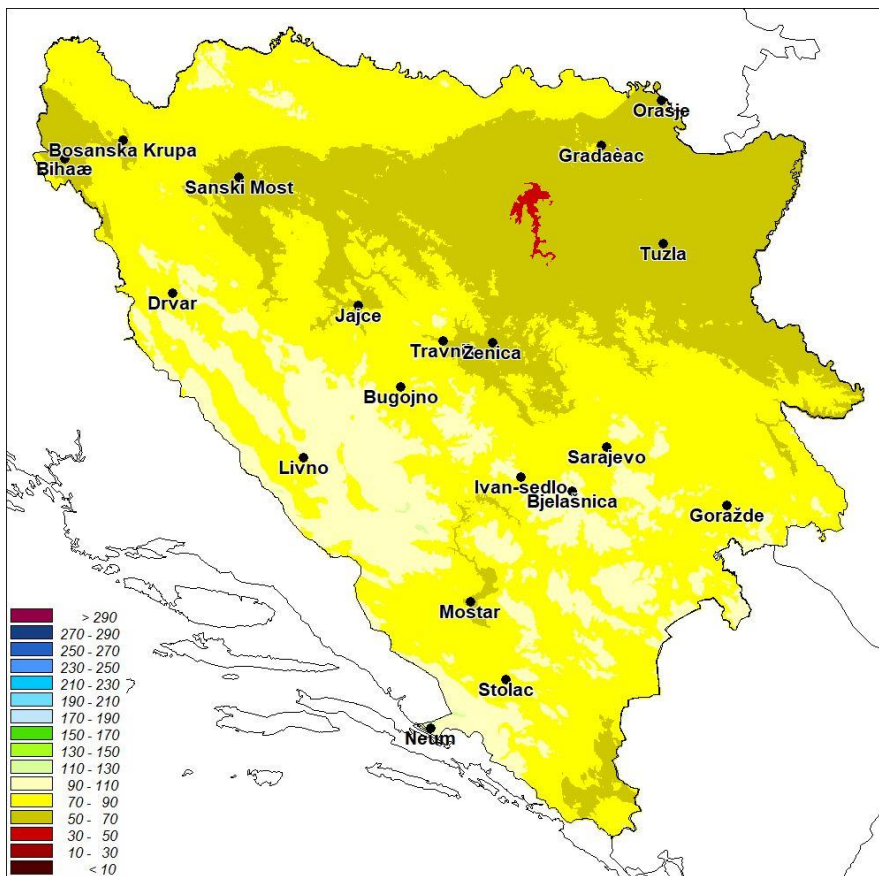 Orašje
Bosanska Krupa
Gradaèac
Bihaæ
Sanski Most
Tuzla
Drvar
Jajce
Travnik
Zenica
Bugojno
Sarajevo
Livno
Ivan-sedlo
Bjelašnica
Goražde
Mostar
Stolac
Neum
> 290
270 - 290
250 - 270
230 - 250
210 - 230
190 - 210
170 - 190
150 - 170
130 - 150
110 - 130
90 - 110
70 - 90
50 - 70
30 - 50
10 - 30
< 10